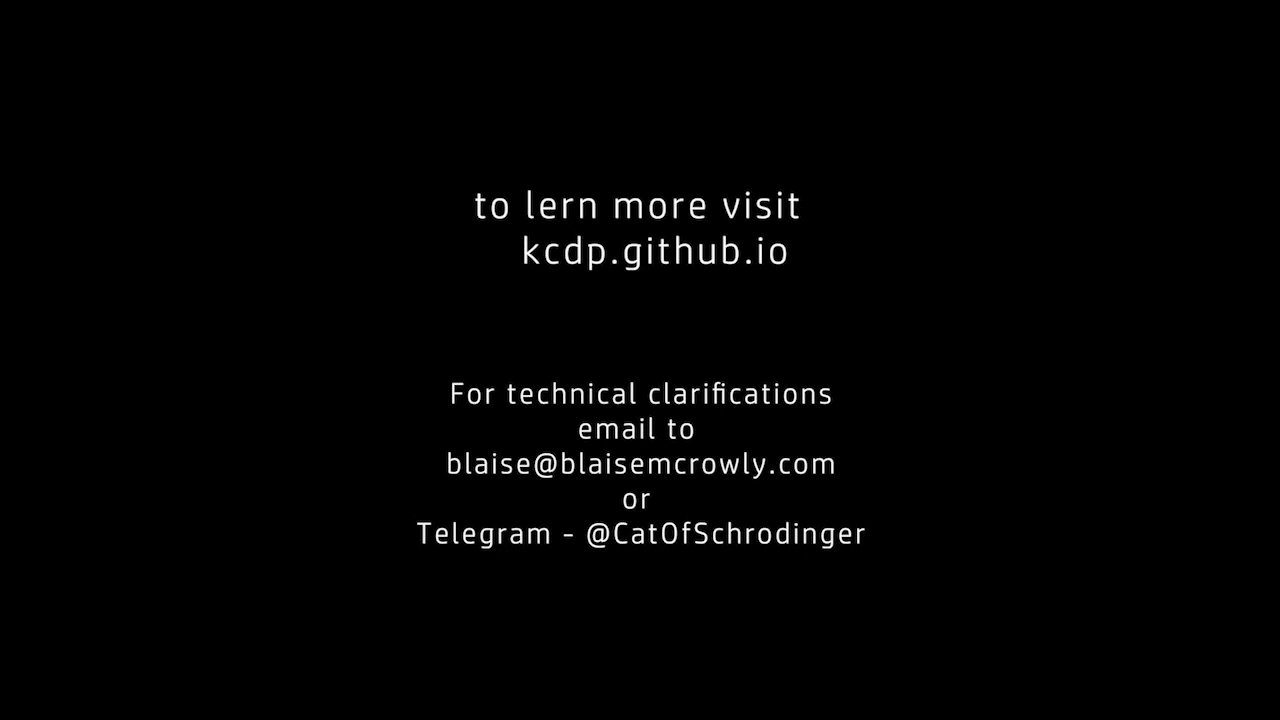 to lern more visit
kcdp.github.io
For technical clarifications
email to
blaise@blaisemcrowly.com
or
Telegram - @CatOfSchrodinger